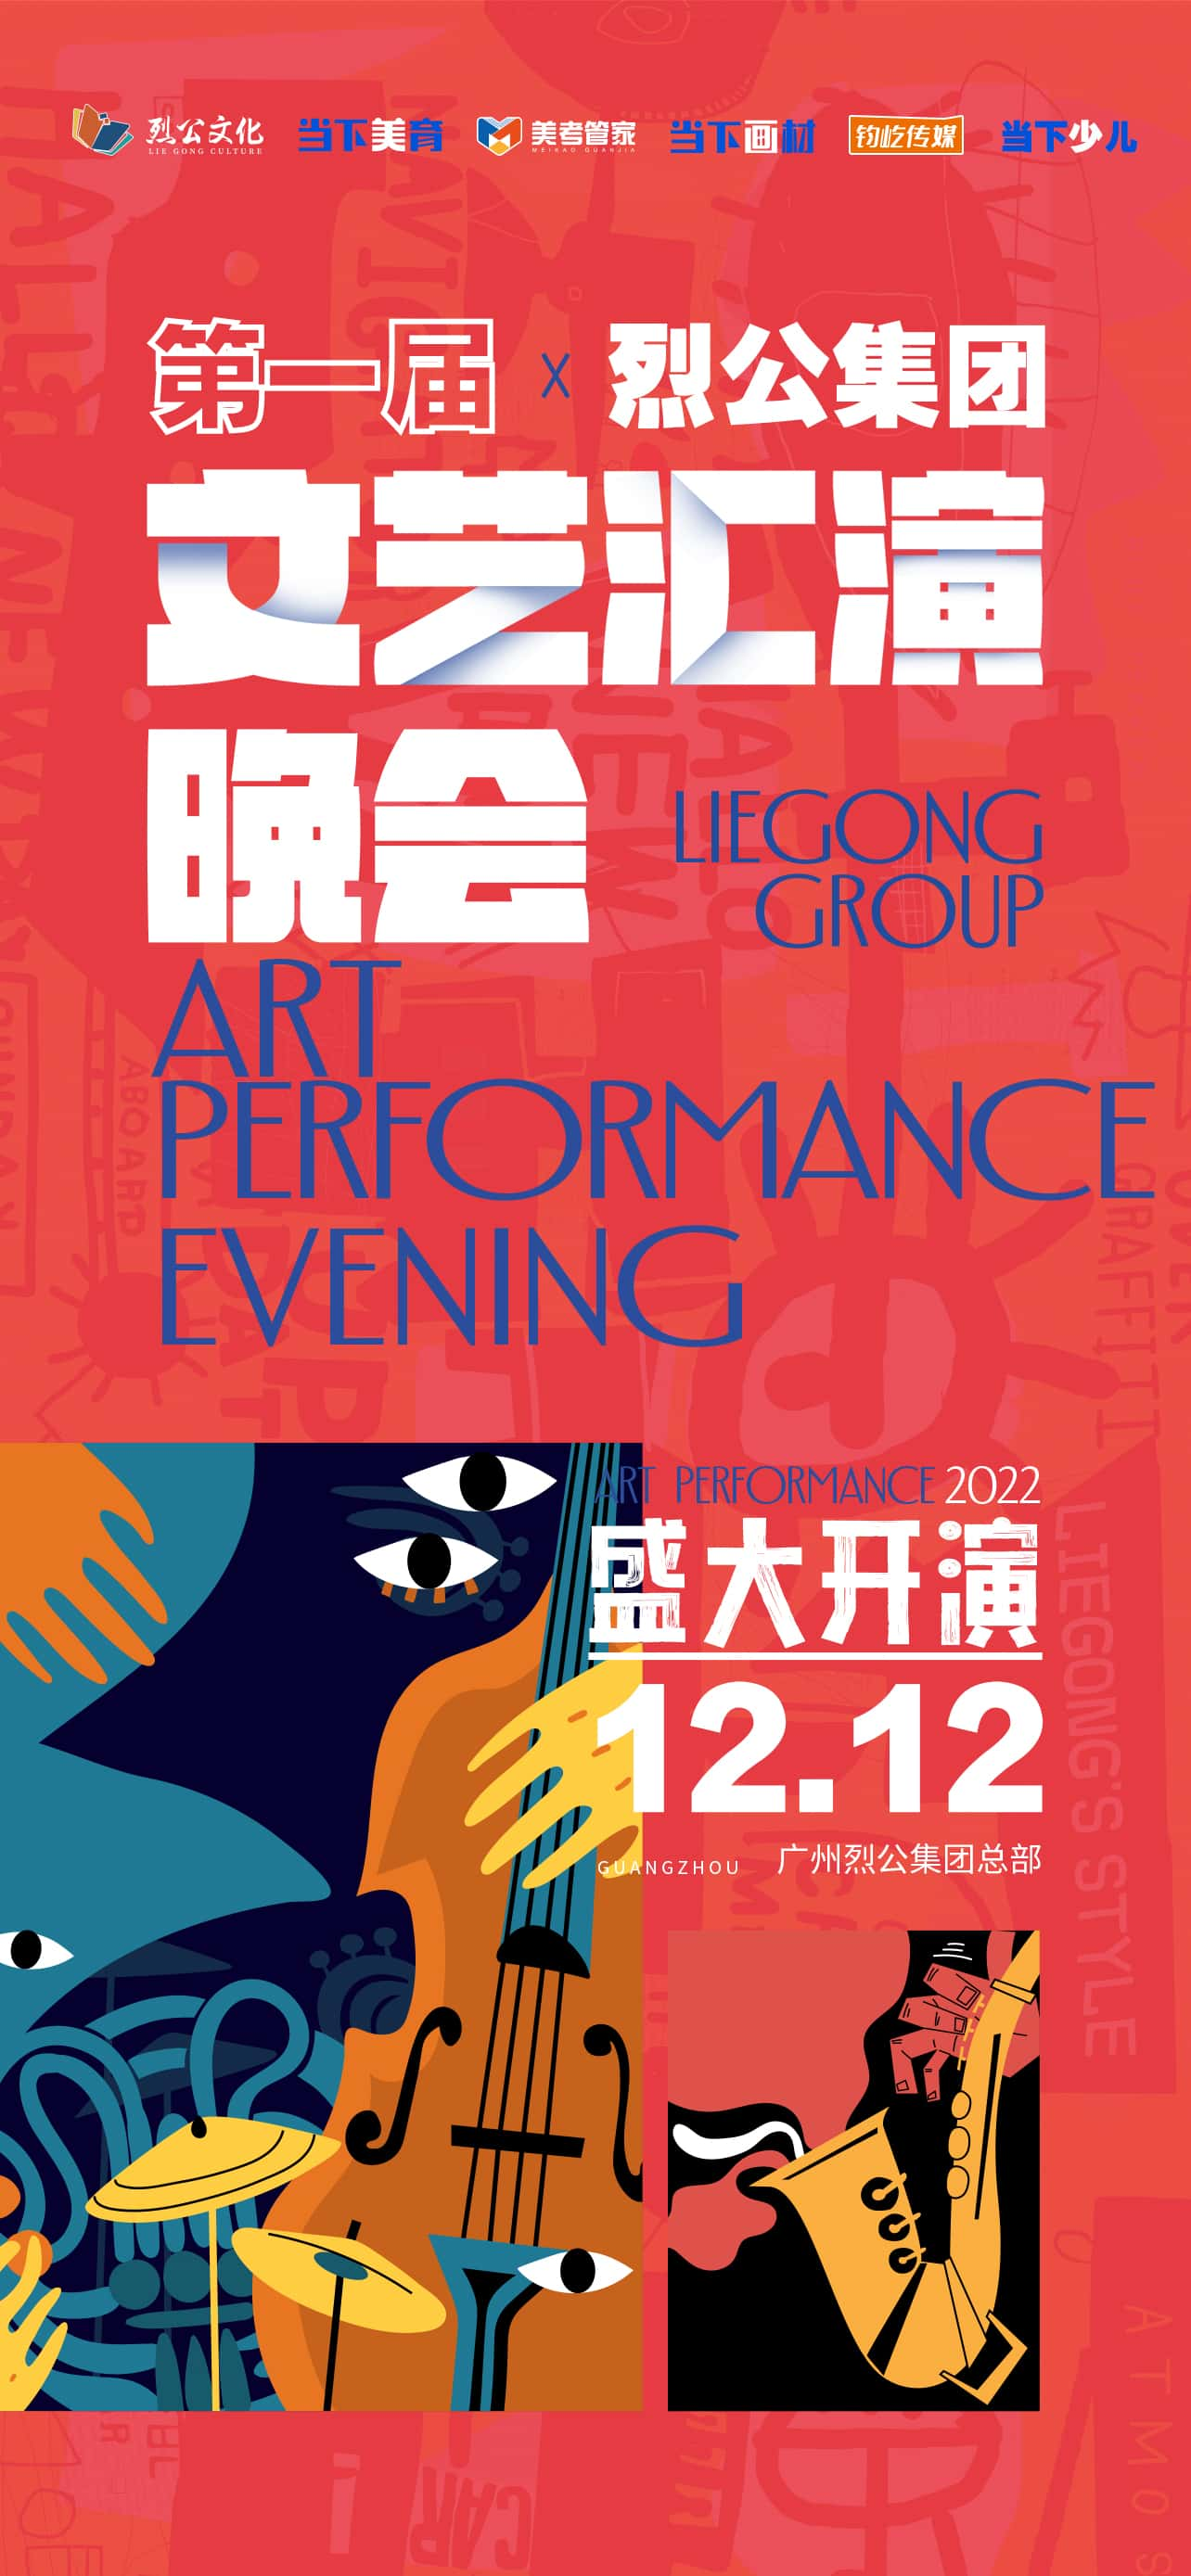 烈公文化 当下美育 美考管家 当下画材 钧屹传媒 当下少儿
LIE GONG CULTURE MEIKAO GUANJIA
第一届 X 烈公集团
文艺汇演
晚会
LIEGONG
GROUP
ART
PERFORMANCE
EVENING
ART PERFORMANCE 2022
盛大开演
12.12
GUANGZHOU 广州烈公集团总部
ABOARD
GRAFFITI
LIEGONG'S STYLE
CAR